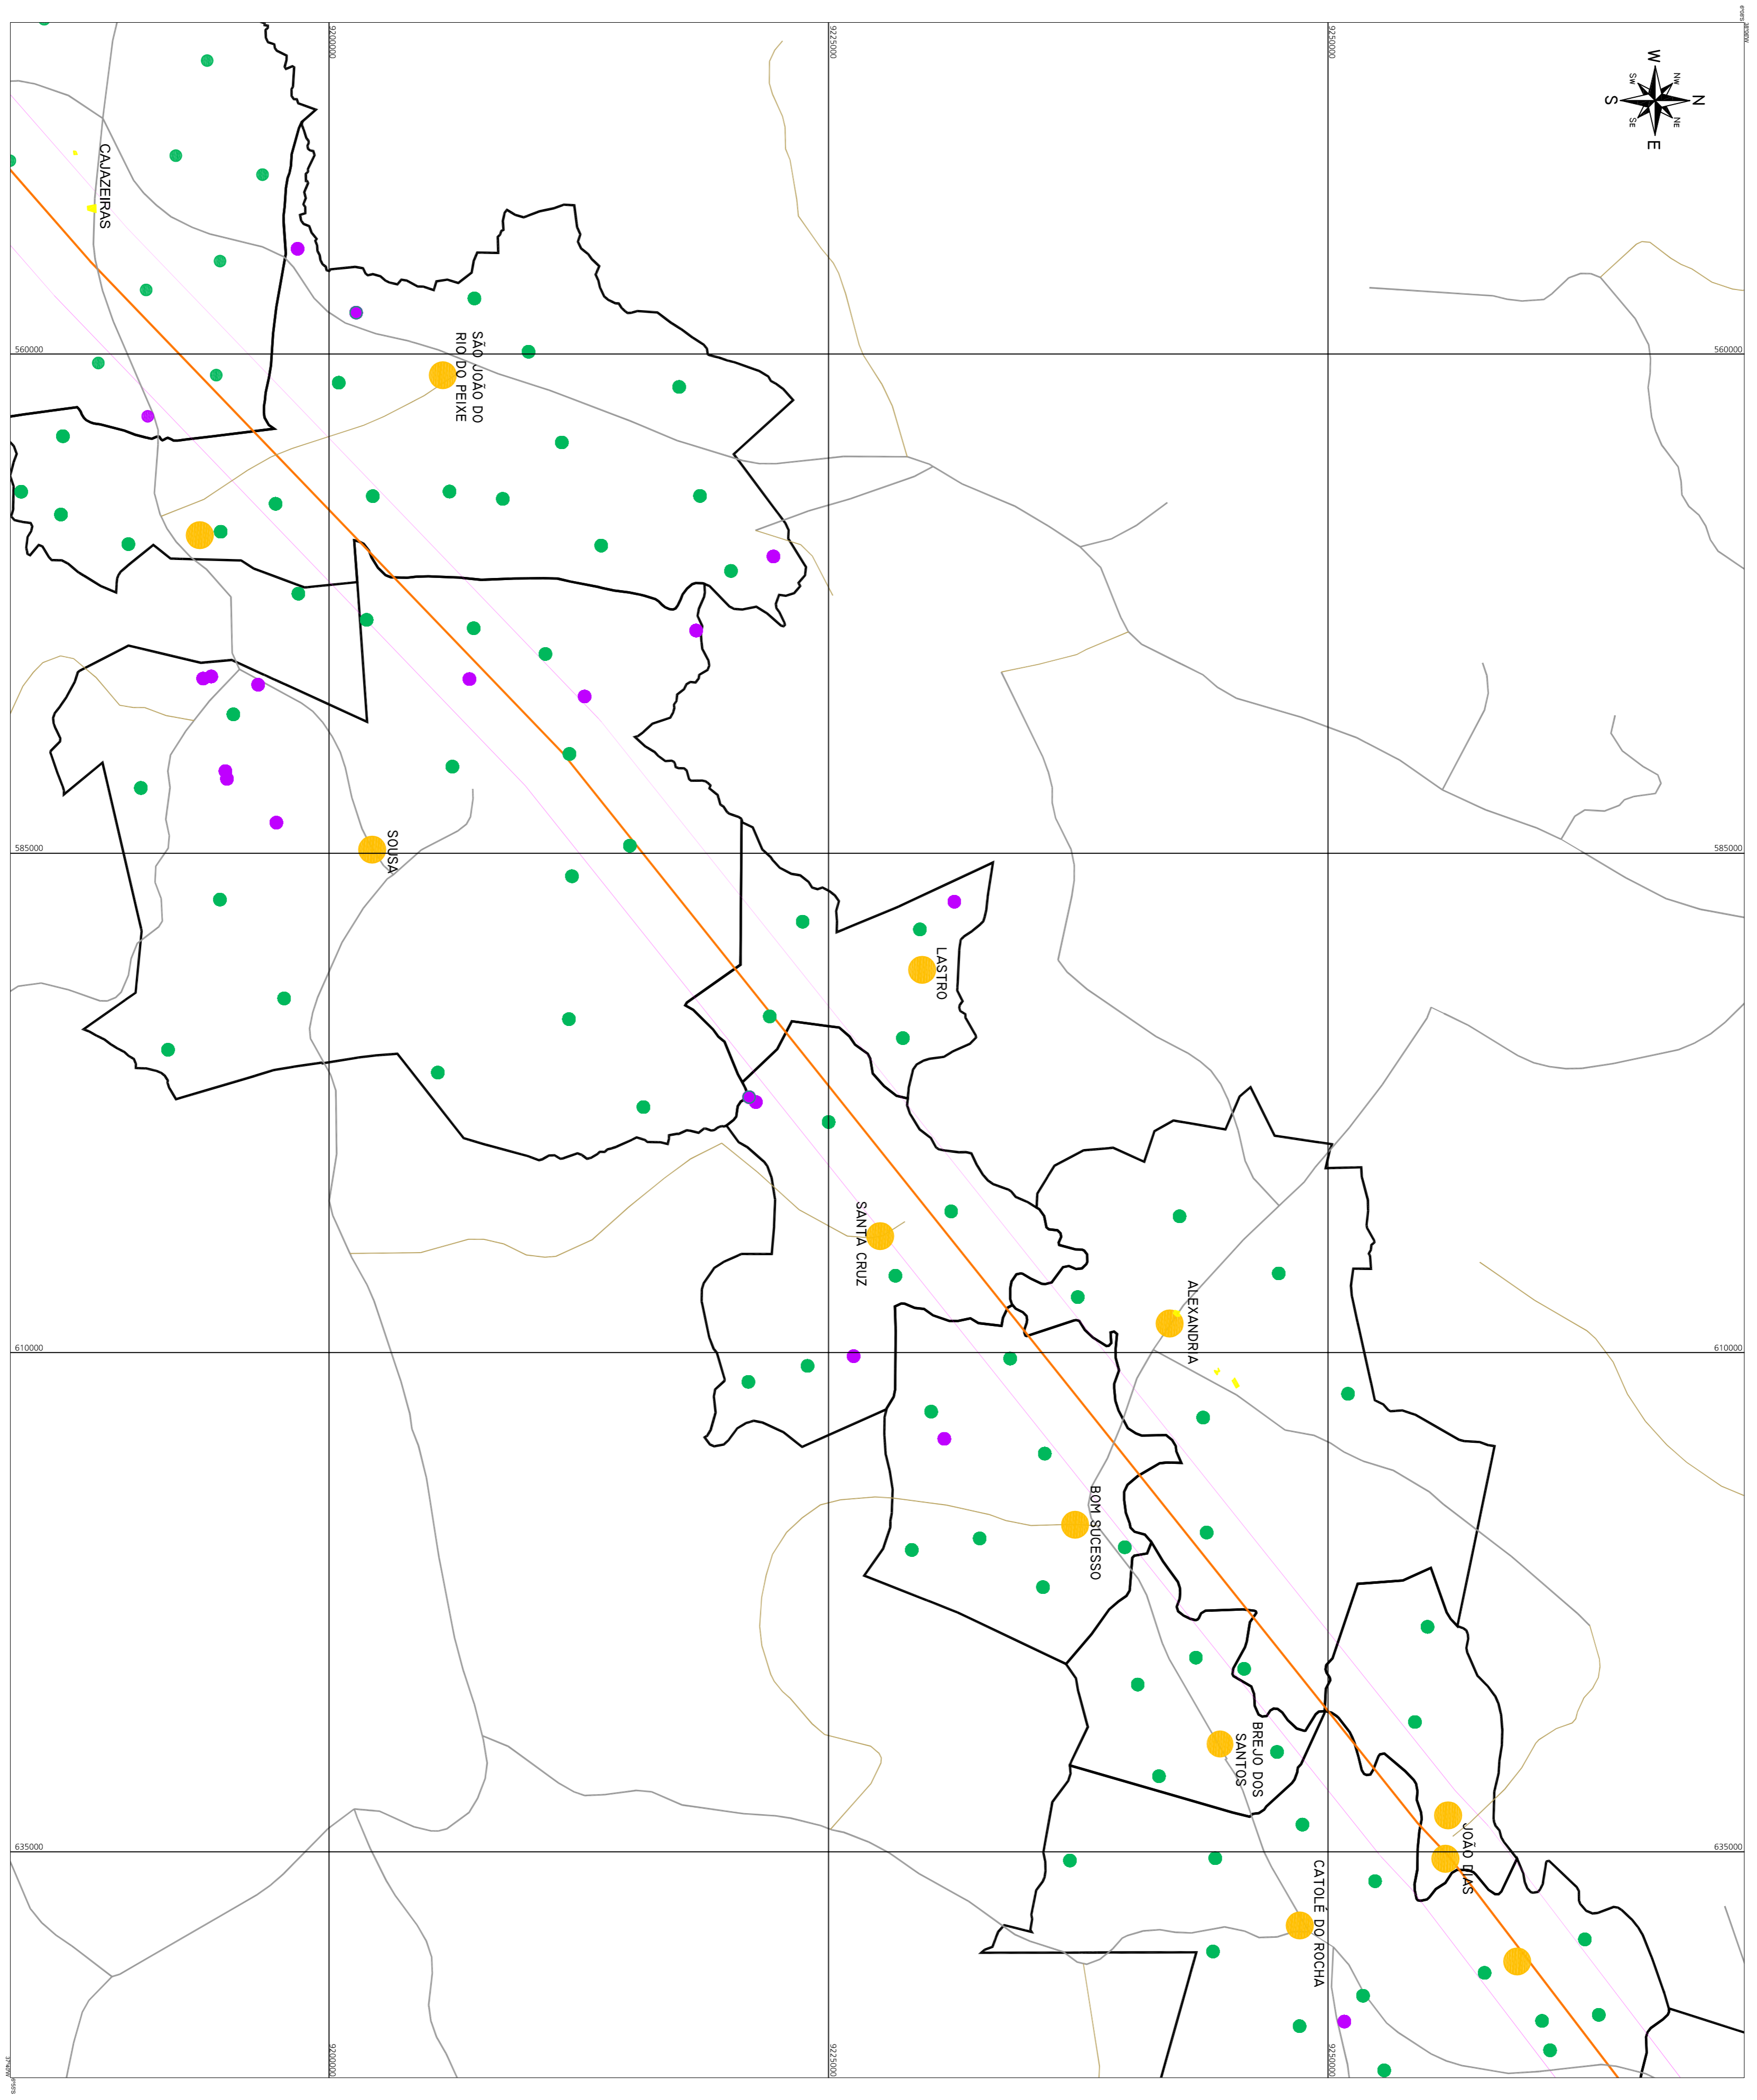 9200000
9225000
9250000
W
NW
N
NE
E
SE
S
SW
CAJAZEIRAS
560000
560000
SÃO JOÃO DO
RIO DO PEIXE
SOUSA
585000
585000
LASTRO
SANTA CRUZ
ALEXANDRIA
610000
610000
BOM SUCESSO
BREJO DOS
SANTOS
JOÃO DIAS
635000
635000
CATOLÉ DO ROCHA
9200000
9225000
9250000